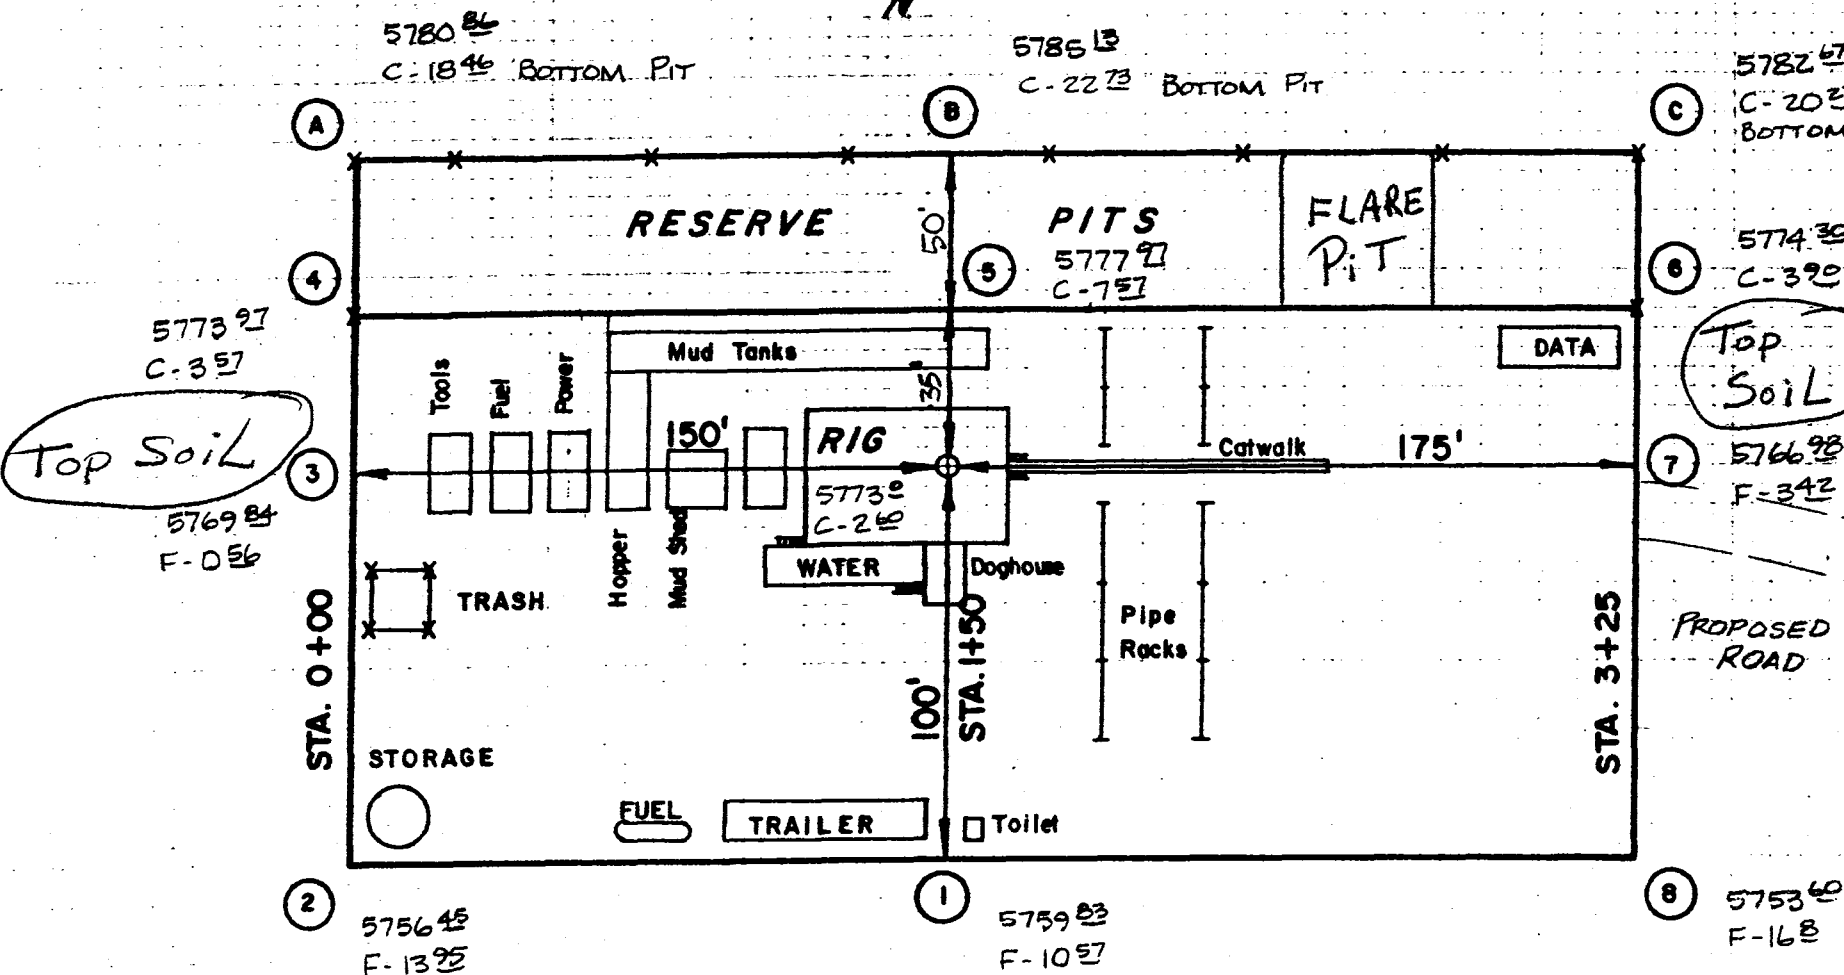 N
5780 86
C-18 46 BOTTOM PIT
5785 13
C-22 73 BOTTOM PIT
5782 67
C-20
BOTTOM
A
B
C
RESERVE PITS
FLARE
PiT
50'
4
5
5777 97
C-7 57
6
5774 30
C-3 90
5773 97
C-3 57
Mud Tanks
DATA
Top
SoiL
Tools
Fuel
Power
35'
150'
RIG
Catwalk
175'
Top SoiL
3
7
5766 98
F-3 42
5773 0
C-2 60
5769 84
F-0 56
Hopper
Mud Shed
WATER
Doghouse
TRASH
Pipe
Racks
PROPOSED
ROAD
STA. 0+00
100'
STA. 1+50
STA. 3+25
STORAGE
FUEL
TRAILER
Toilet
2
5756 45
F-13 95
1
5759 83
F-10 57
8
5753 60
F-16 8